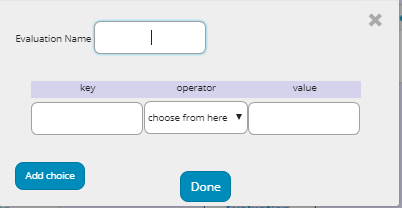 Evaluation Name
key operator value
choose from here
Add choice
Done